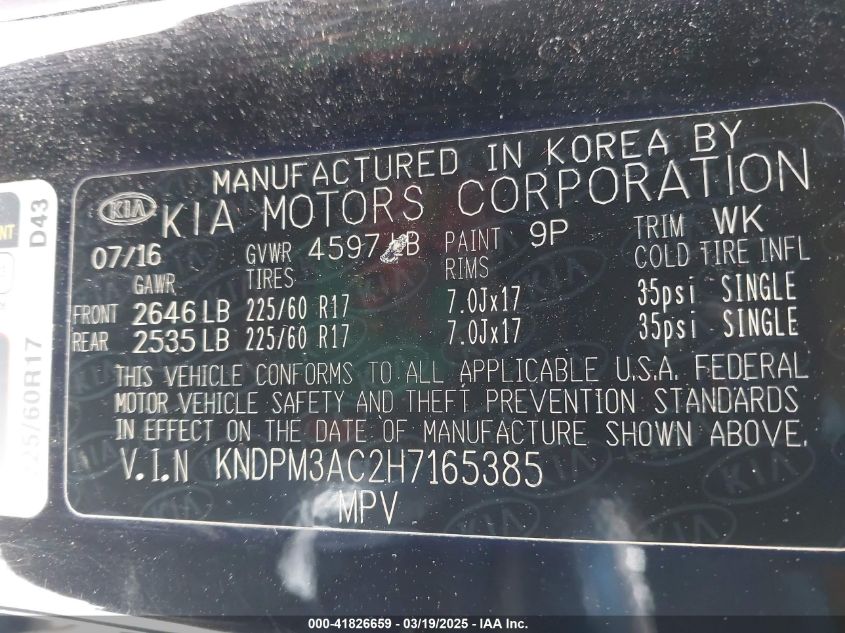 MANUFACTURED IN KOREA BY
KIA KIA MOTORS CORPORATION
07/16 GVWR 4597 LB PAINT 9P TRIM WK
GAWR TIRES RIMS COLD TIRE INFL
FRONT 2646 LB 225/60 R17 7.0Jx17 35psi SINGLE
REAR 2535 LB 225/60 R17 7.0Jx17 35psi SINGLE
THIS VEHICLE CONFORMS TO ALL APPLICABLE U.S.A. FEDERAL
MOTOR VEHICLE SAFETY AND THEFT PREVENTION STANDARDS
IN EFFECT ON THE DATE OF MANUFACTURE SHOWN ABOVE.
V.I.N KNDPM3AC2H7165385
MPV
D43
225/60R17
000-41826659 - 03/19/2025 - IAA Inc.